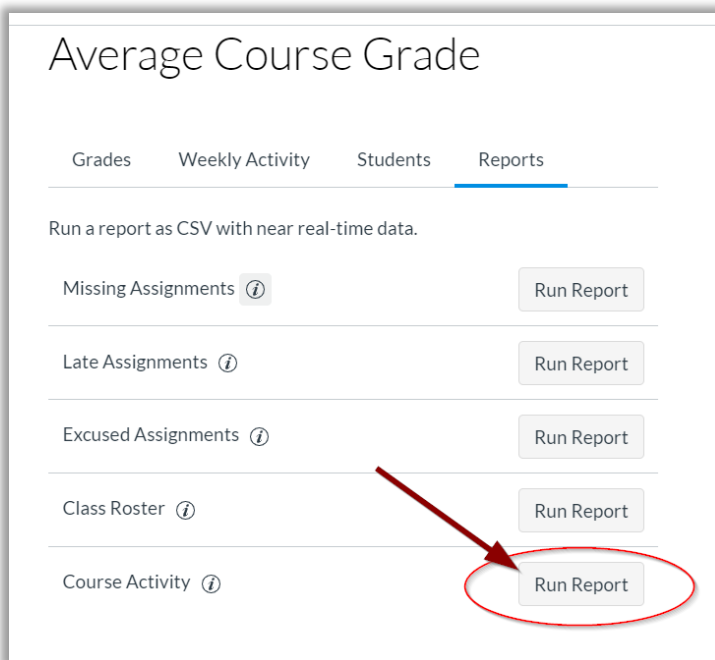 Average Course Grade
Grades Weekly Activity Students Reports
Run a report as CSV with near real-time data.
Missing Assignments i Run Report
Late Assignments i Run Report
Excused Assignments i Run Report
Class Roster i Run Report
Course Activity i Run Report